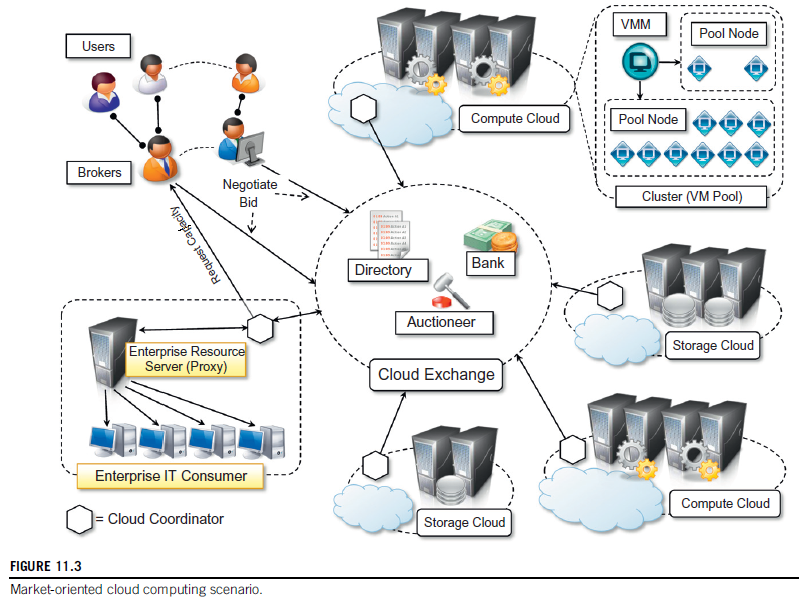 Users
Brokers
Negotiate
Bid
Request Capacity
Compute Cloud
VMM
Pool Node
Pool Node
Cluster (VM Pool)
Directory
Bank
Auctioneer
Cloud Exchange
Enterprise Resource
Server (Proxy)
Enterprise IT Consumer
Storage Cloud
Compute Cloud
Storage Cloud
= Cloud Coordinator
FIGURE 11.3
Market-oriented cloud computing scenario.